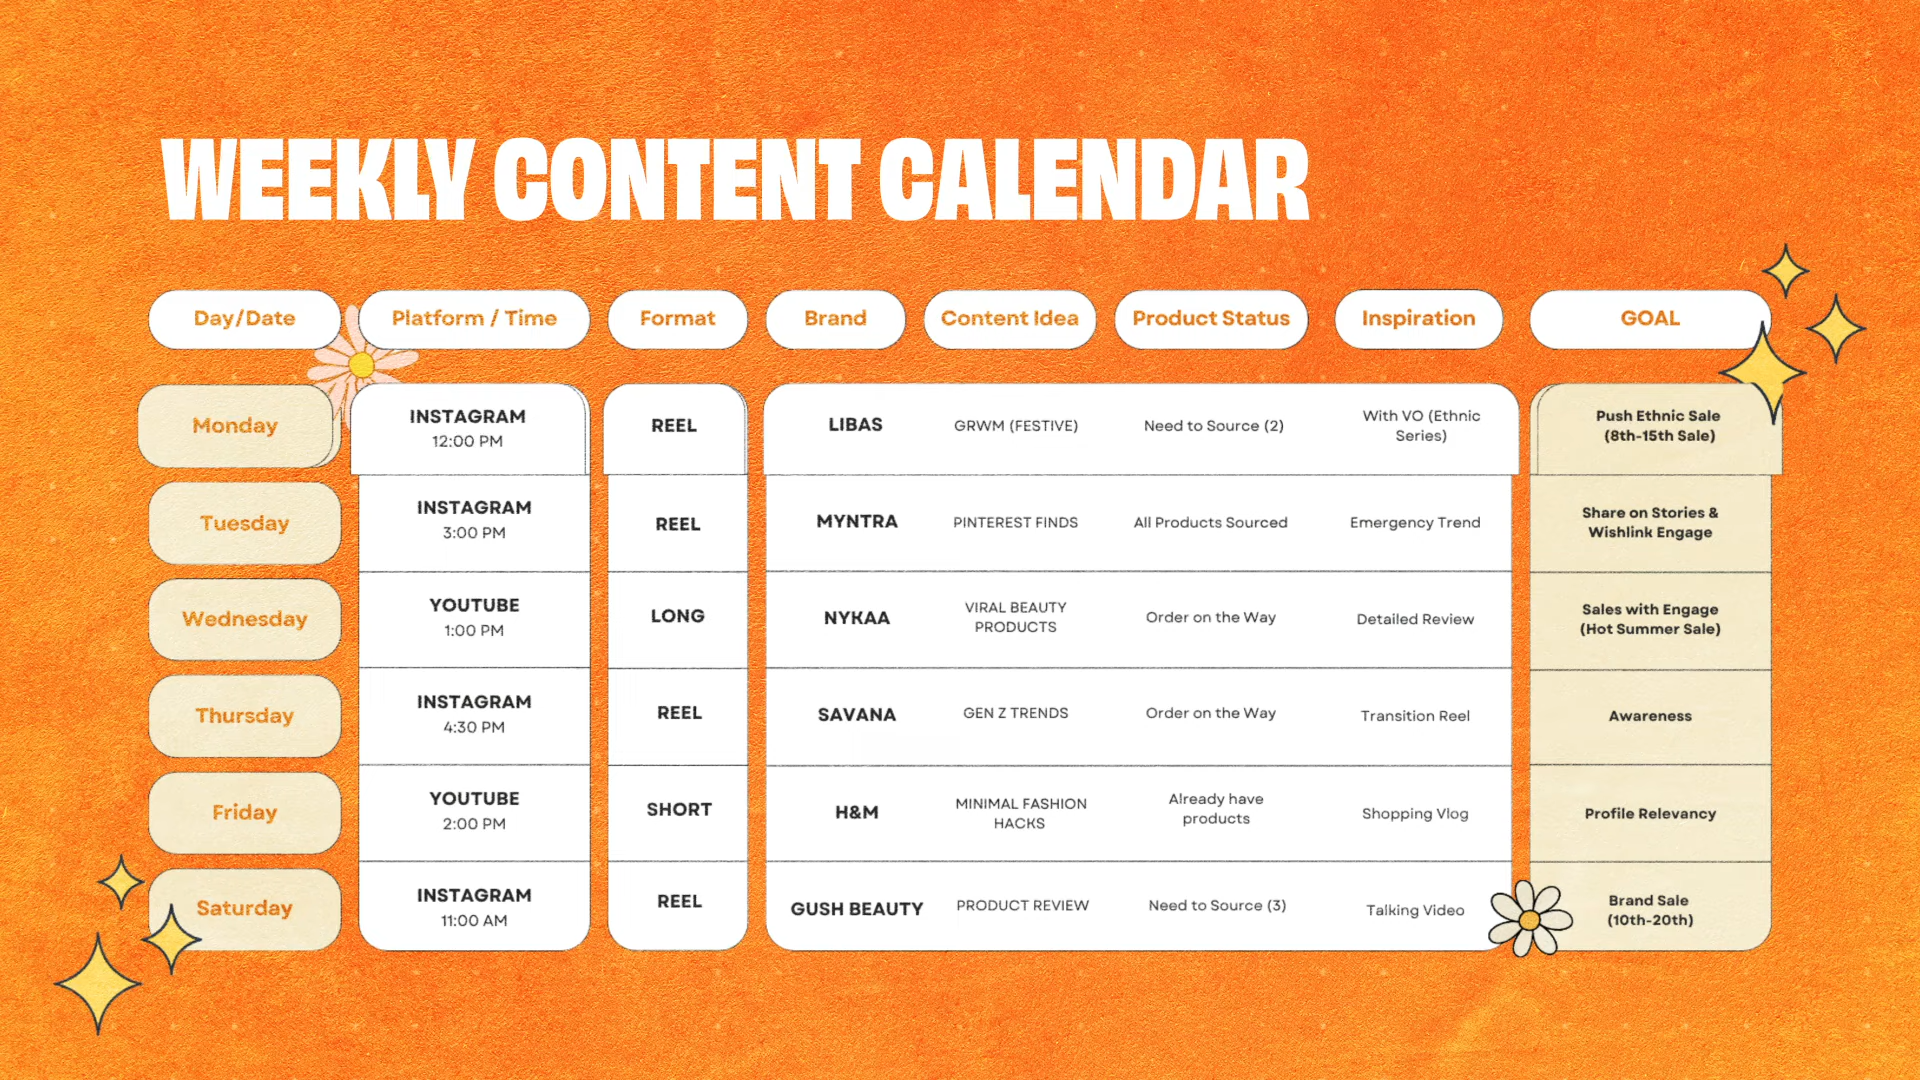 WEEKLY CONTENT CALENDAR
Day/Date
Platform / Time
Format
Brand
Content Idea
Product Status
Inspiration
GOAL
Monday
INSTAGRAM
12:00 PM
REEL
LIBAS
GRWM (FESTIVE)
Need to Source (2)
With VO (Ethnic
Series)
Push Ethnic Sale
(8th-15th Sale)
Tuesday
INSTAGRAM
3:00 PM
REEL
MYNTRA
PINTEREST FINDS
All Products Sourced
Emergency Trend
Share on Stories &
Wishlink Engage
Wednesday
YOUTUBE
1:00 PM
LONG
NYKAA
VIRAL BEAUTY
PRODUCTS
Order on the Way
Detailed Review
Sales with Engage
(Hot Summer Sale)
Thursday
INSTAGRAM
4:30 PM
REEL
SAVANA
GEN Z TRENDS
Order on the Way
Transition Reel
Awareness
Friday
YOUTUBE
2:00 PM
SHORT
H&M
MINIMAL FASHION
HACKS
Already have
products
Shopping Vlog
Profile Relevancy
Saturday
INSTAGRAM
11:00 AM
REEL
GUSH BEAUTY
PRODUCT REVIEW
Need to Source (3)
Talking Video
Brand Sale
(10th-20th)